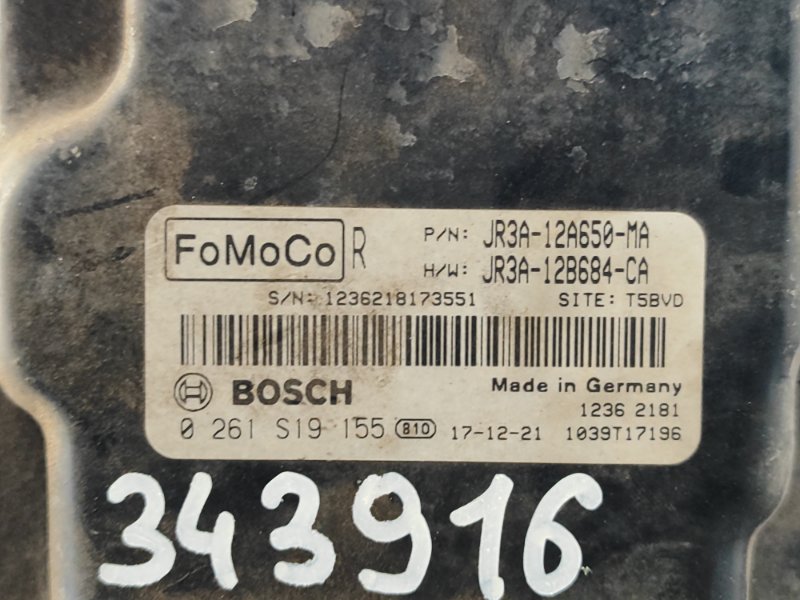 FoMoCo R P/N: JR3A-12A650-MA
H/W: JR3A-12B684-CA
S/N: 1236218173551 SITE: T5BVD
BOSCH Made in Germany
1236 2181
0 261 S19 155 810 17-12-21 1039T17196
343916